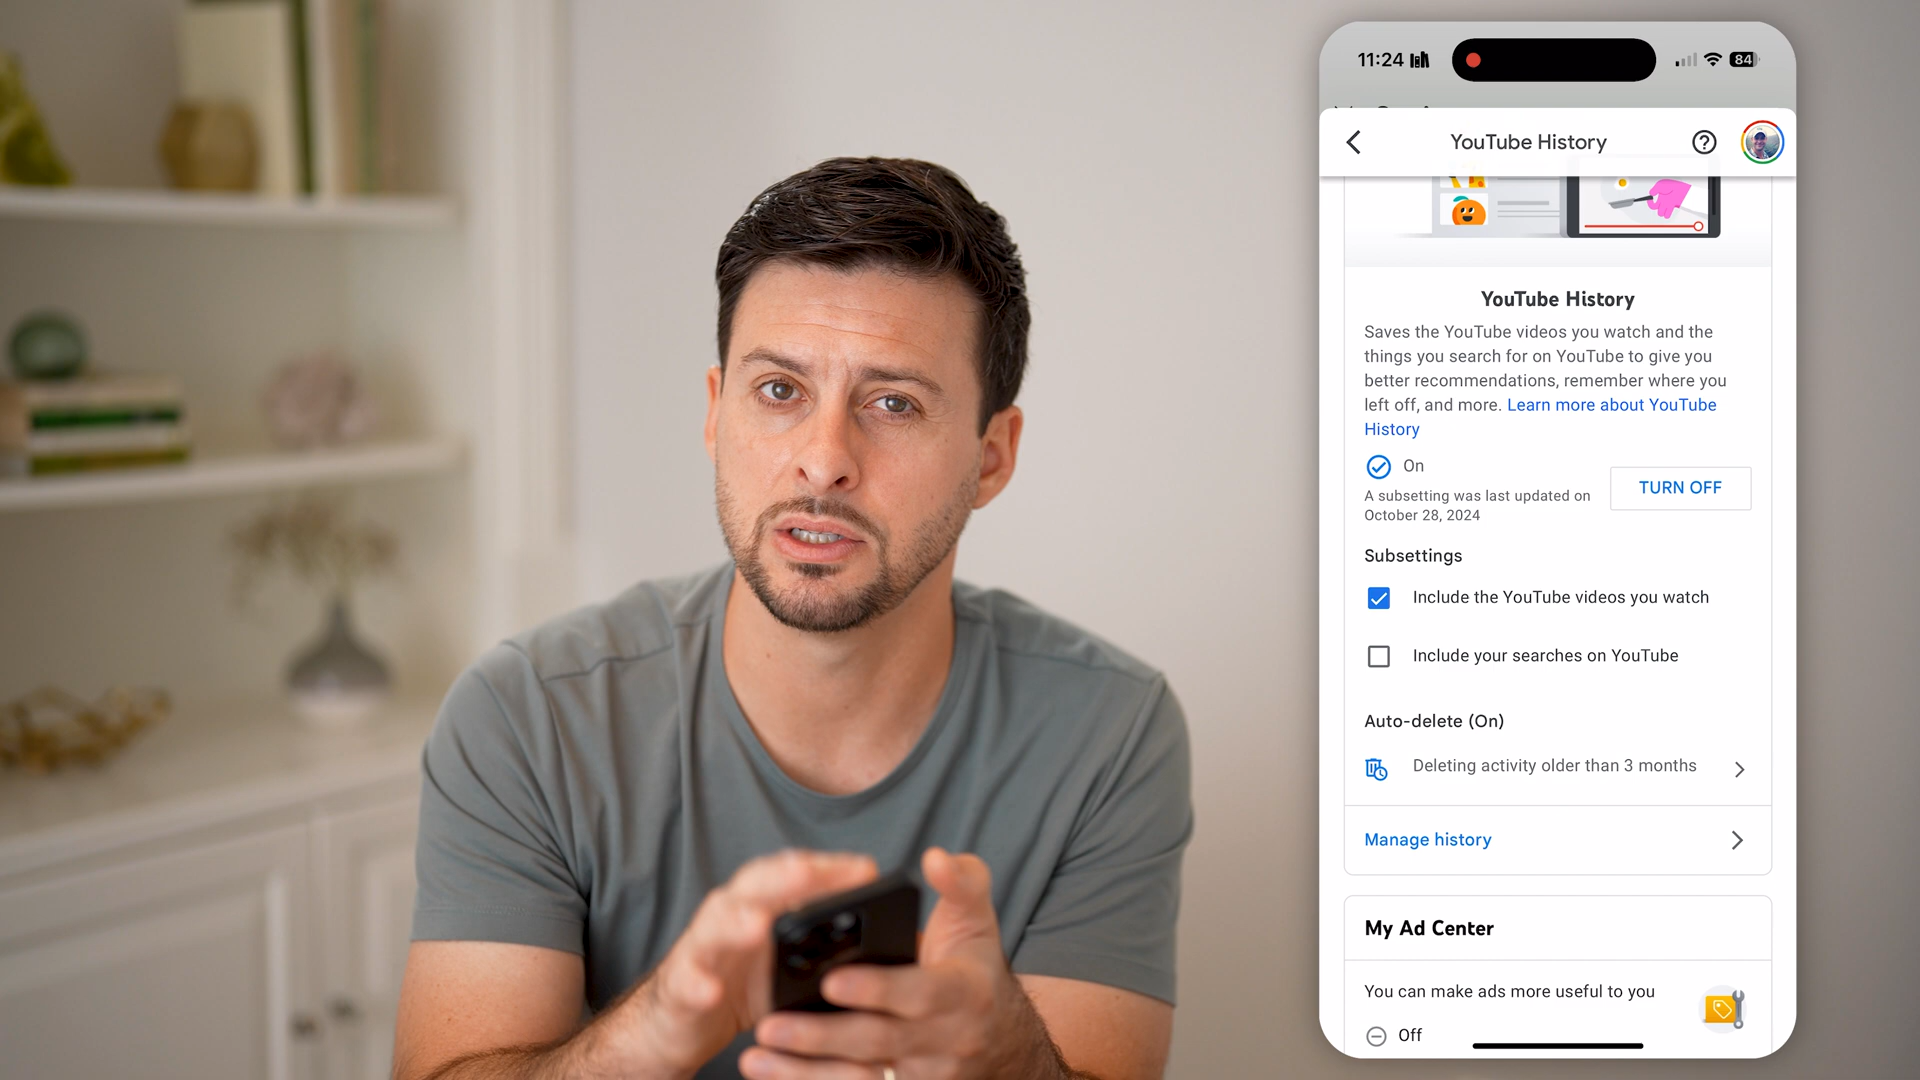 11:24
84
YouTube History
YouTube History
Saves the YouTube videos you watch and the
things you search for on YouTube to give you
better recommendations, remember where you
left off, and more. Learn more about YouTube
History
On
A subsetting was last updated on
October 28, 2024
TURN OFF
Subsettings
Include the YouTube videos you watch
Include your searches on YouTube
Auto-delete (On)
Deleting activity older than 3 months
Manage history
My Ad Center
You can make ads more useful to you
Off